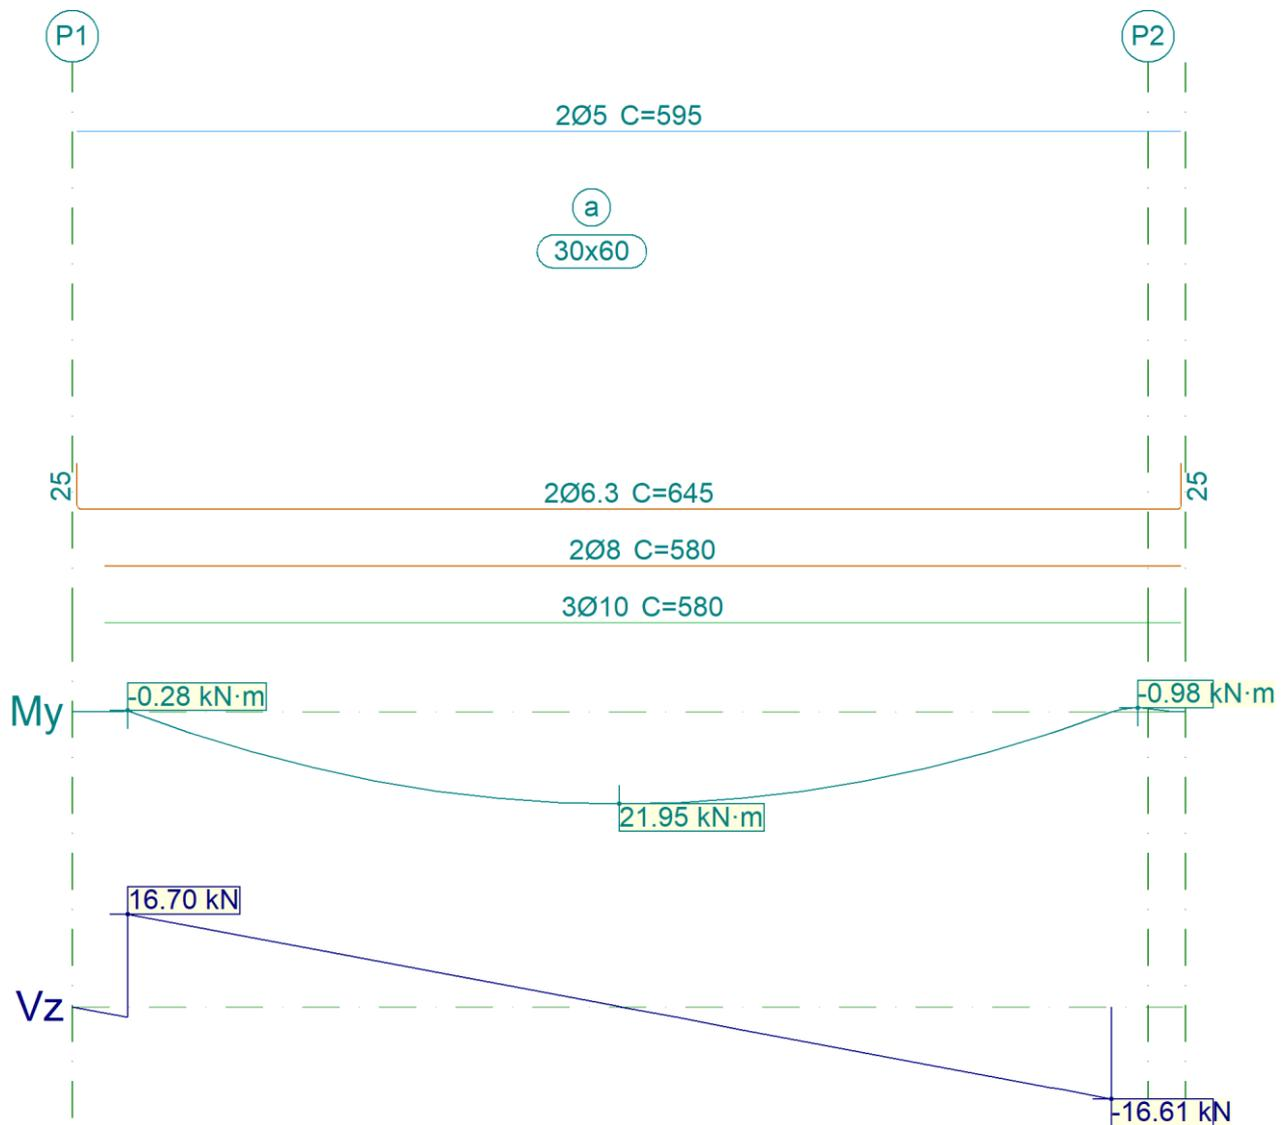 P1
P2
2Ø5 C=595
a
30x60
25
2Ø6.3 C=645
25
2Ø8 C=580
3Ø10 C=580
My
-0.28 kN·m
-0.98 kN·m
21.95 kN·m
16.70 kN
Vz
-16.61 kN